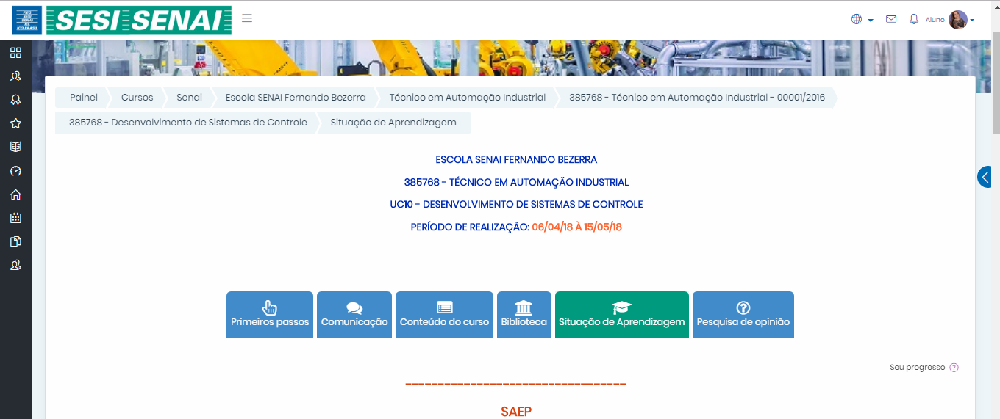 SESI SENAI
Aluno
Painel Cursos Senai Escola SENAI Fernando Bezerra Técnico em Automação Industrial 385768 - Técnico em Automação Industrial - 00001/2016
385768 - Desenvolvimento de Sistemas de Controle Situação de Aprendizagem
ESCOLA SENAI FERNANDO BEZERRA
385768 - TÉCNICO EM AUTOMAÇÃO INDUSTRIAL
UC10 - DESENVOLVIMENTO DE SISTEMAS DE CONTROLE
PERÍODO DE REALIZAÇÃO: 06/04/18 À 15/05/18
Primeiros passos Comunicação Conteúdo do curso Biblioteca Situação de Aprendizagem Pesquisa de opinião
Seu progresso
----------------------------------
SAEP